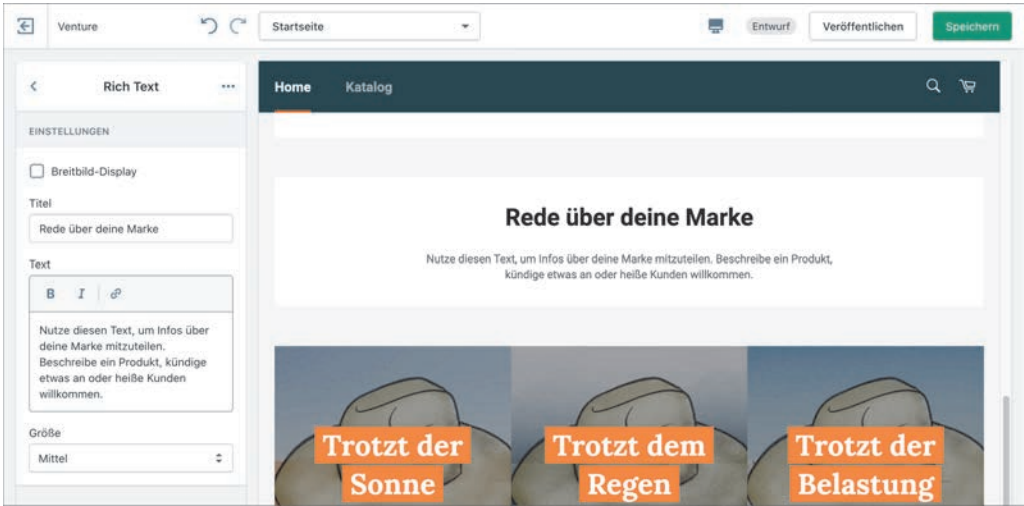 Venture
Startseite
Entwurf
Veröffentlichen
Speichern
Rich Text
EINSTELLUNGEN
Breitbild-Display
Titel
Rede über deine Marke
Text
B I
Nutze diesen Text, um Infos über
deine Marke mitzuteilen.
Beschreibe ein Produkt, kündige
etwas an oder heiße Kunden
willkommen.
Größe
Mittel
Home Katalog
Rede über deine Marke
Nutze diesen Text, um Infos über deine Marke mitzuteilen. Beschreibe ein Produkt,
kündige etwas an oder heiße Kunden willkommen.
Trotzt der
Sonne
Trotzt dem
Regen
Trotzt der
Belastung